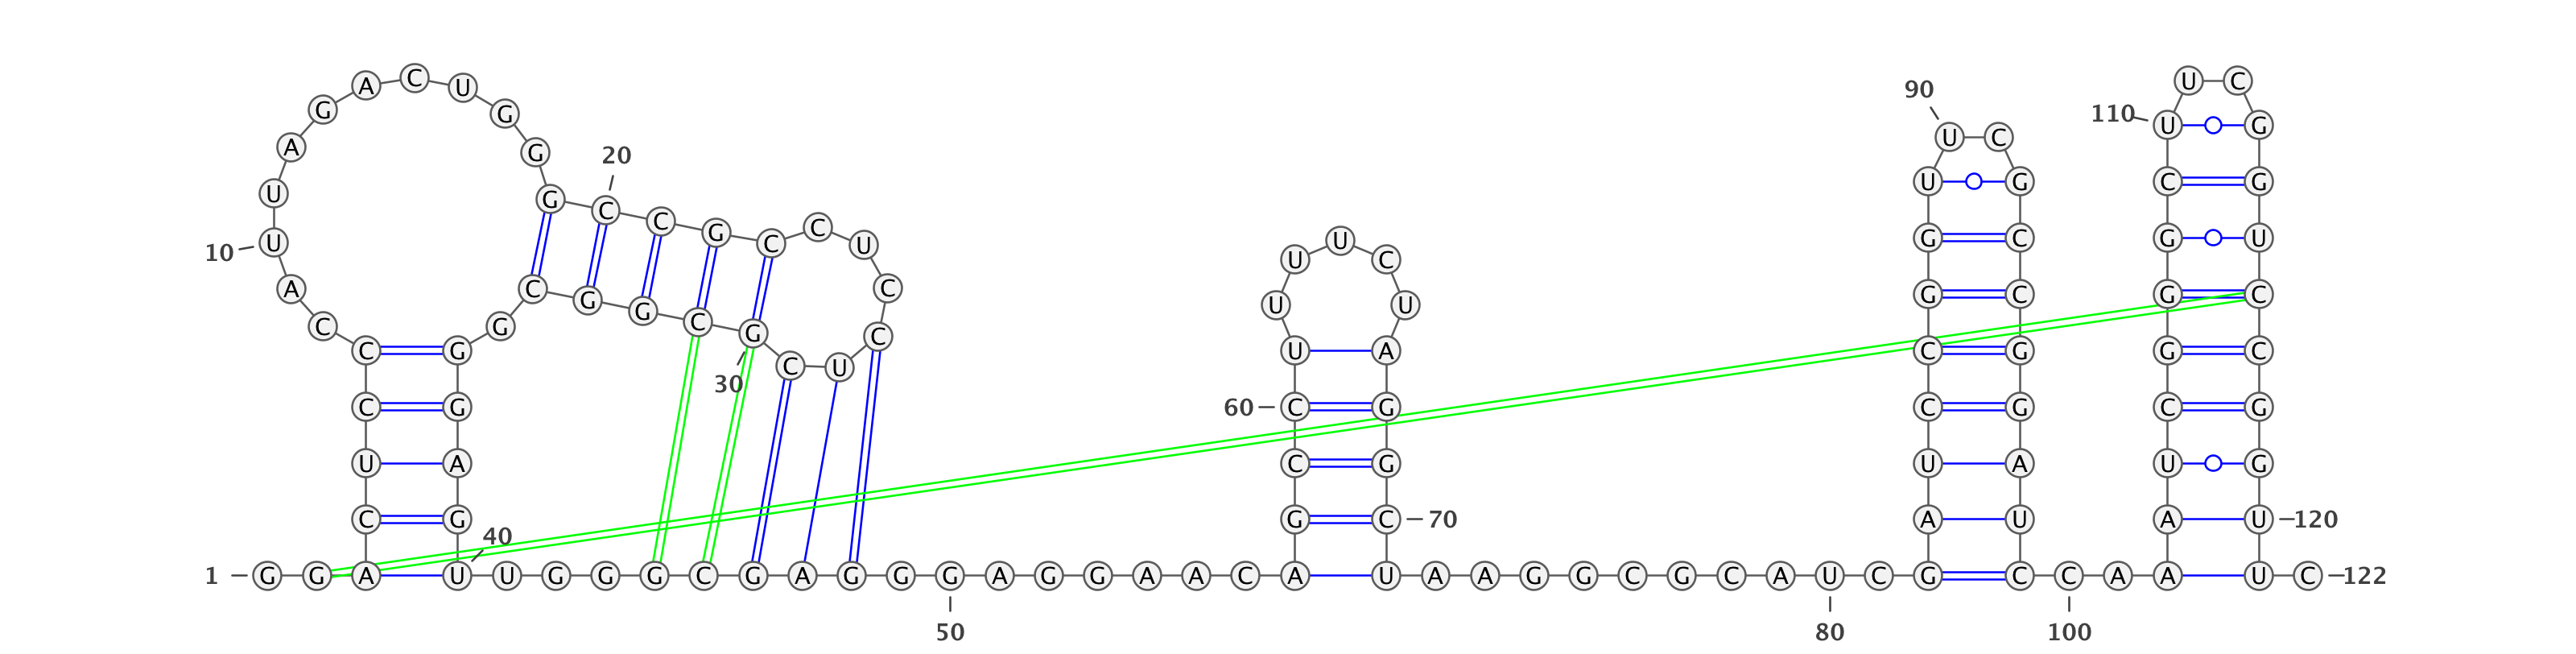 1
G G A C U C C C A U
10
U A G A C U G G G C
20
C G C C U C C U C G
30
C G G C G G G A G U
40
U G G G C G A G G G
50
A G G A A C A G C C
60
U U U U C U A G G C
70
U A A G G C G C A U
80
C G A U C C G G U U
90
C G C C G G A U C C
100
A A A U C G G G C U
110
U C G G U C C G G U
120
U C
122